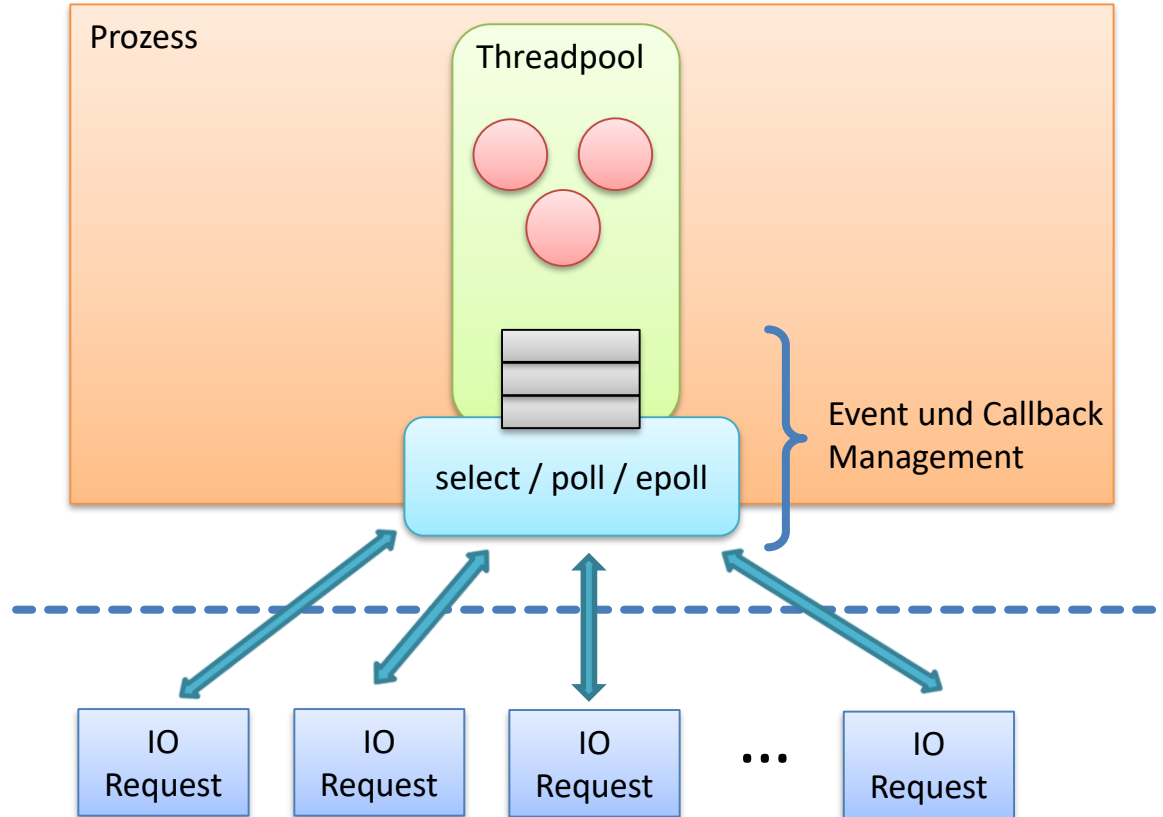 Prozess
Threadpool
Event und Callback
Management
select / poll / epoll
IO
Request
IO
Request
IO
Request
...
IO
Request